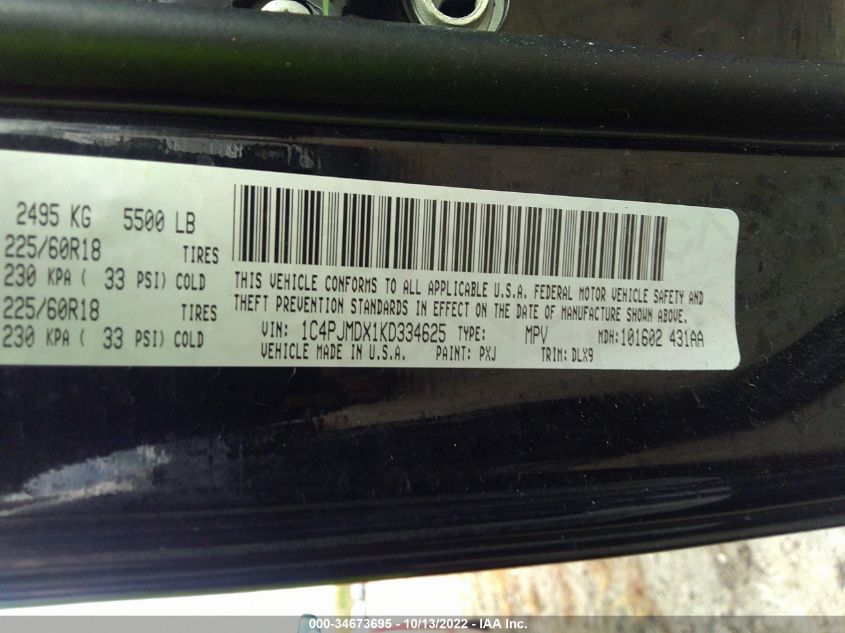 2495 KG 5500 LB
225/60R18 TIRES
230 KPA ( 33 PSI) COLD
225/60R18 TIRES
230 KPA ( 33 PSI) COLD
THIS VEHICLE CONFORMS TO ALL APPLICABLE U.S.A. FEDERAL MOTOR VEHICLE SAFETY AND
THEFT PREVENTION STANDARDS IN EFFECT ON THE DATE OF MANUFACTURE SHOWN ABOVE.
VIN: 1C4PJMDX1KD334625 TYPE: MPV MDH:101602 431AA
VEHICLE MADE IN U.S.A. PAINT: PXJ TRIM: DLX9
000-34673695 - 10/13/2022 - IAA Inc.